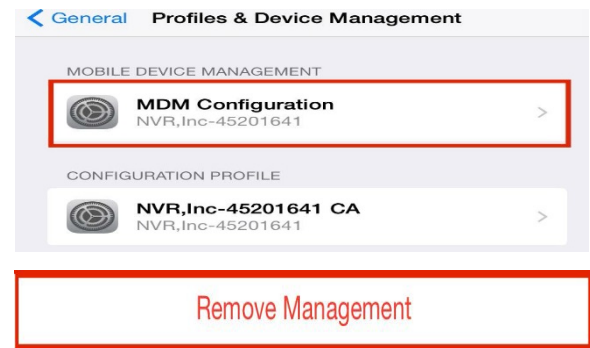 General Profiles & Device Management
MOBILE DEVICE MANAGEMENT
MDM Configuration
NVR,Inc-45201641
CONFIGURATION PROFILE
NVR,Inc-45201641 CA
NVR,Inc-45201641
Remove Management